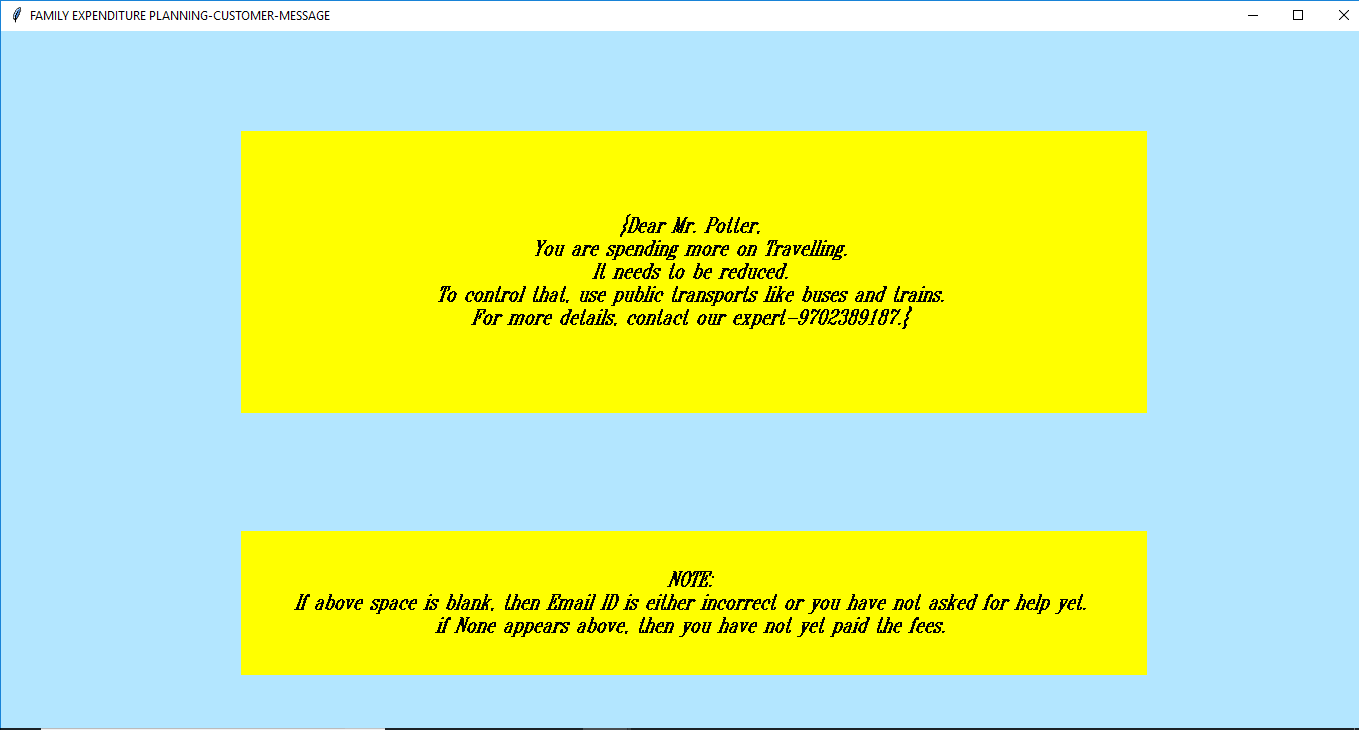 FAMILY EXPENDITURE PLANNING-CUSTOMER-MESSAGE
{Dear Mr. Potter,
You are spending more on Travelling.
It needs to be reduced.
To control that, use public transports like buses and trains.
For more details, contact our expert-9702389187.}
NOTE:
If above space is blank, then Email ID is either incorrect or you have not asked for help yet.
if None appears above, then you have not yet paid the fees.